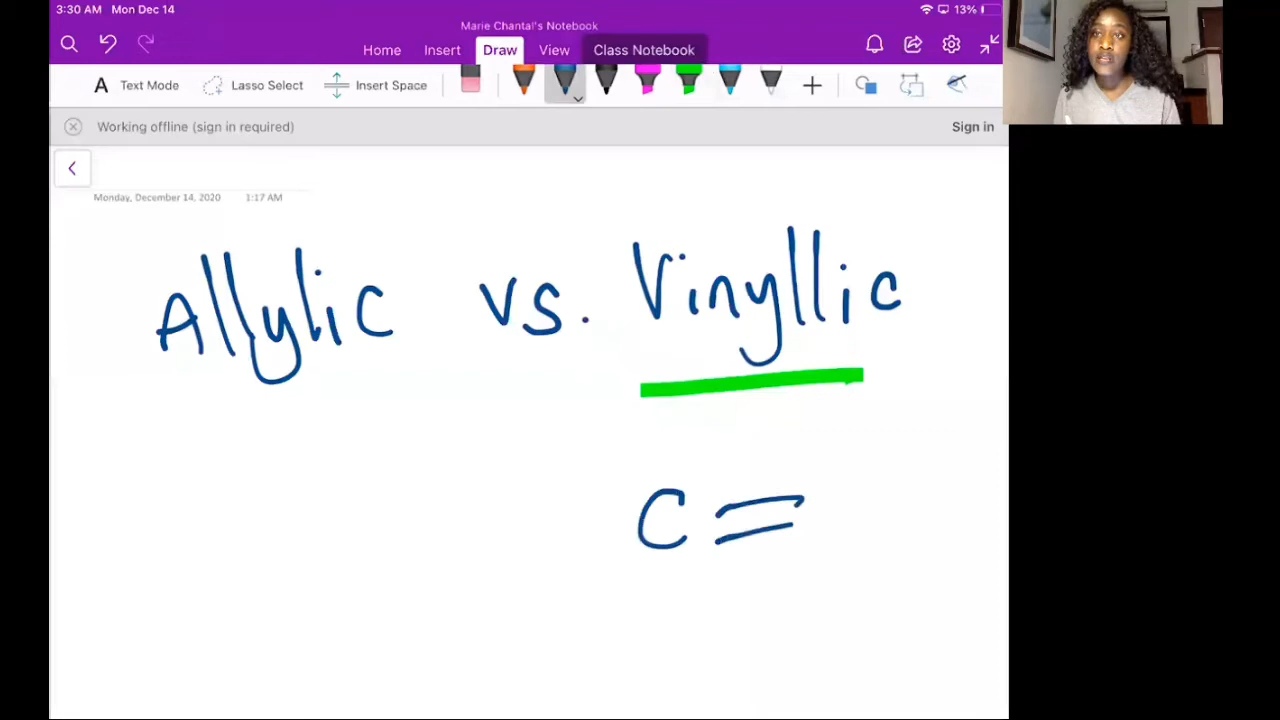 3:30 AM Mon Dec 14 13%
Marie Chantal's Notebook
Home Insert Draw View Class Notebook
A Text Mode Lasso Select Insert Space
Working offline (sign in required) Sign in
Monday, December 14, 2020 1:17 AM
Allylic vs. Vinyllic
C =